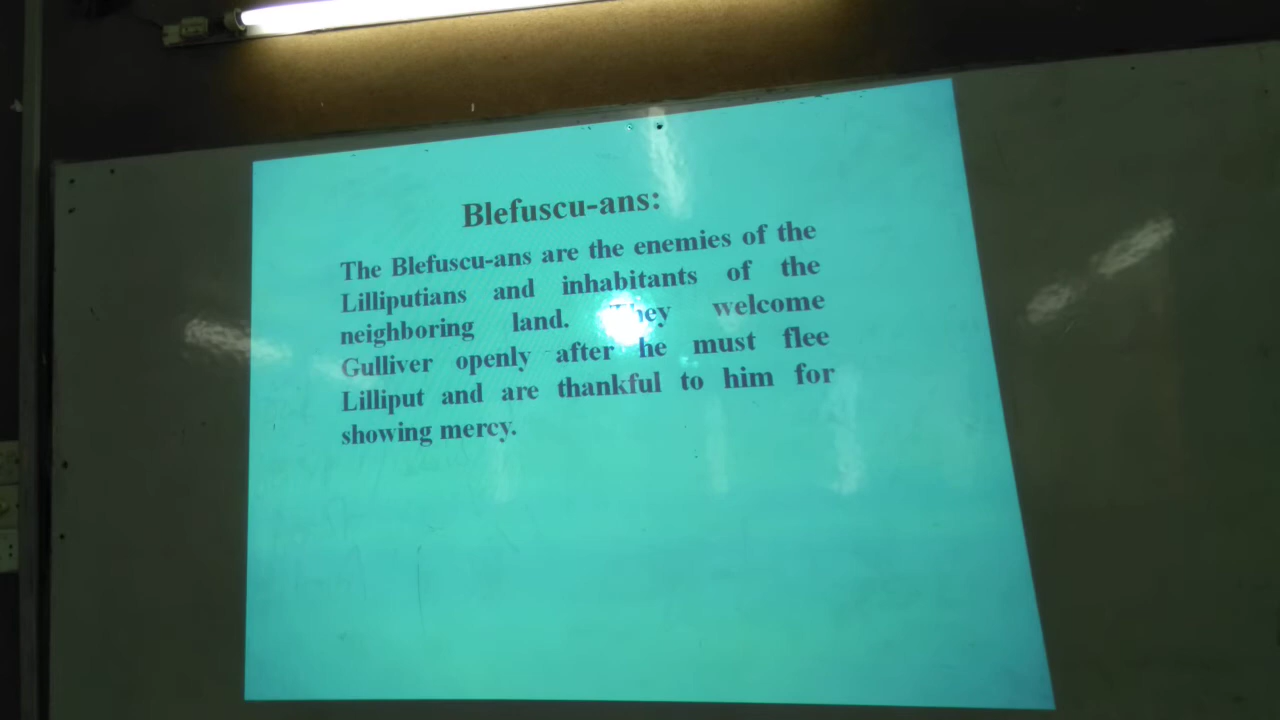 Blefuscu-ans:
The Blefuscu-ans are the enemies of the
Lilliputians and inhabitants of the
neighboring land. They welcome
Gulliver openly after he must flee
Lilliput and are thankful to him for
showing mercy.